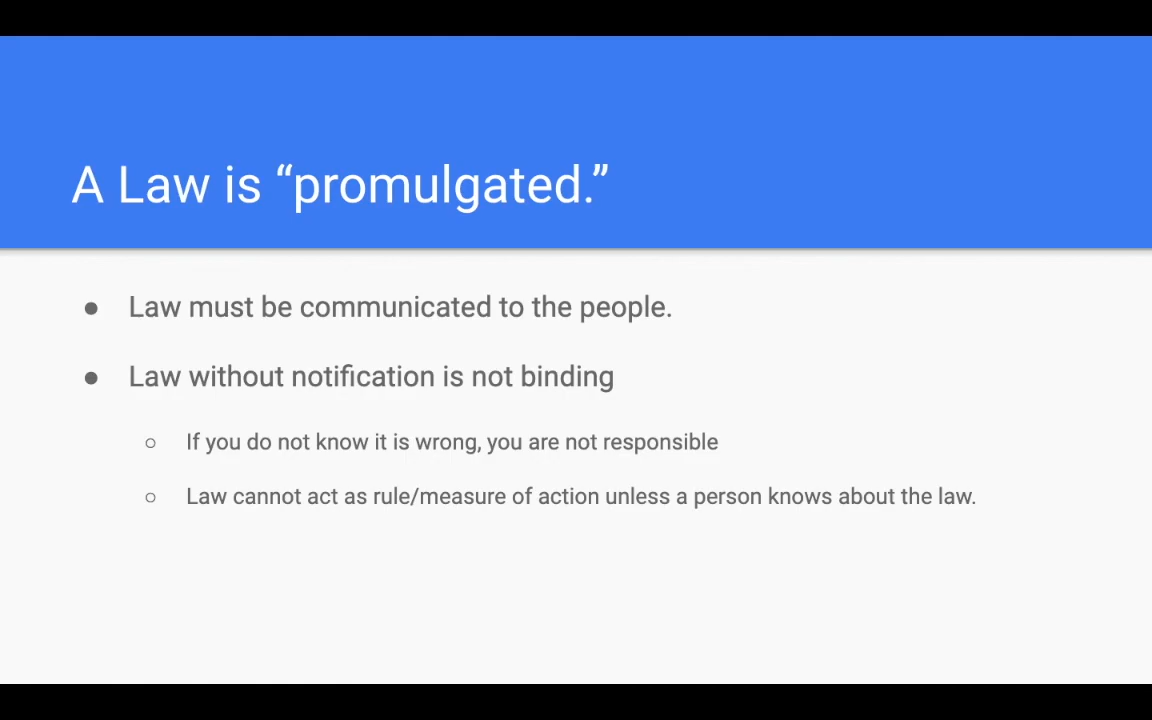 A Law is “promulgated.”
● Law must be communicated to the people.
● Law without notification is not binding
○ If you do not know it is wrong, you are not responsible
○ Law cannot act as rule/measure of action unless a person knows about the law.